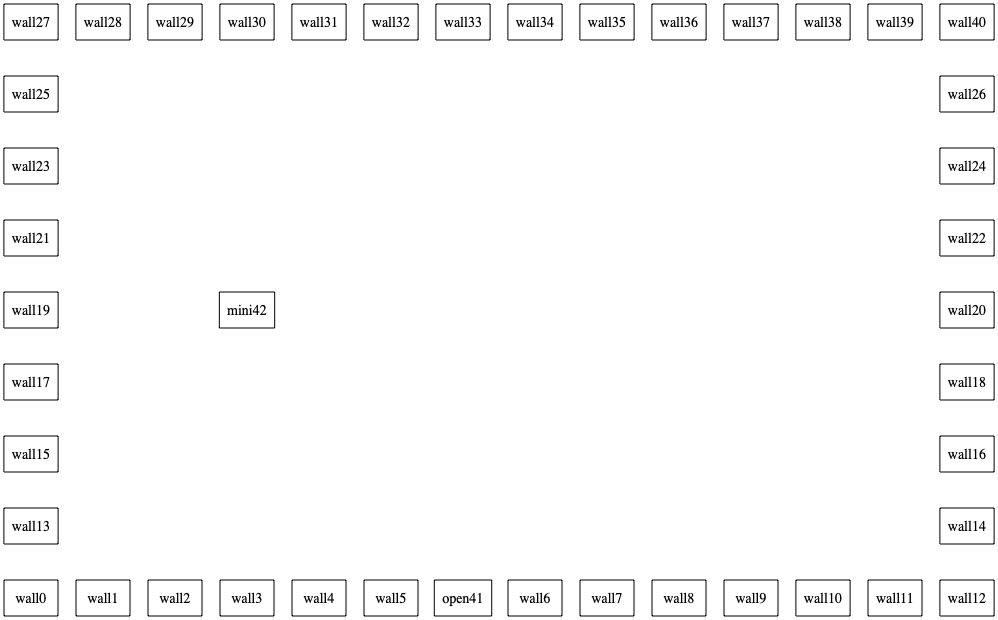 wall27 wall28 wall29 wall30 wall31 wall32 wall33 wall34 wall35 wall36 wall37 wall38 wall39 wall40
wall25 wall26
wall23 wall24
wall21 wall22
wall19 mini42 wall20
wall17 wall18
wall15 wall16
wall13 wall14
wall0 wall1 wall2 wall3 wall4 wall5 open41 wall6 wall7 wall8 wall9 wall10 wall11 wall12